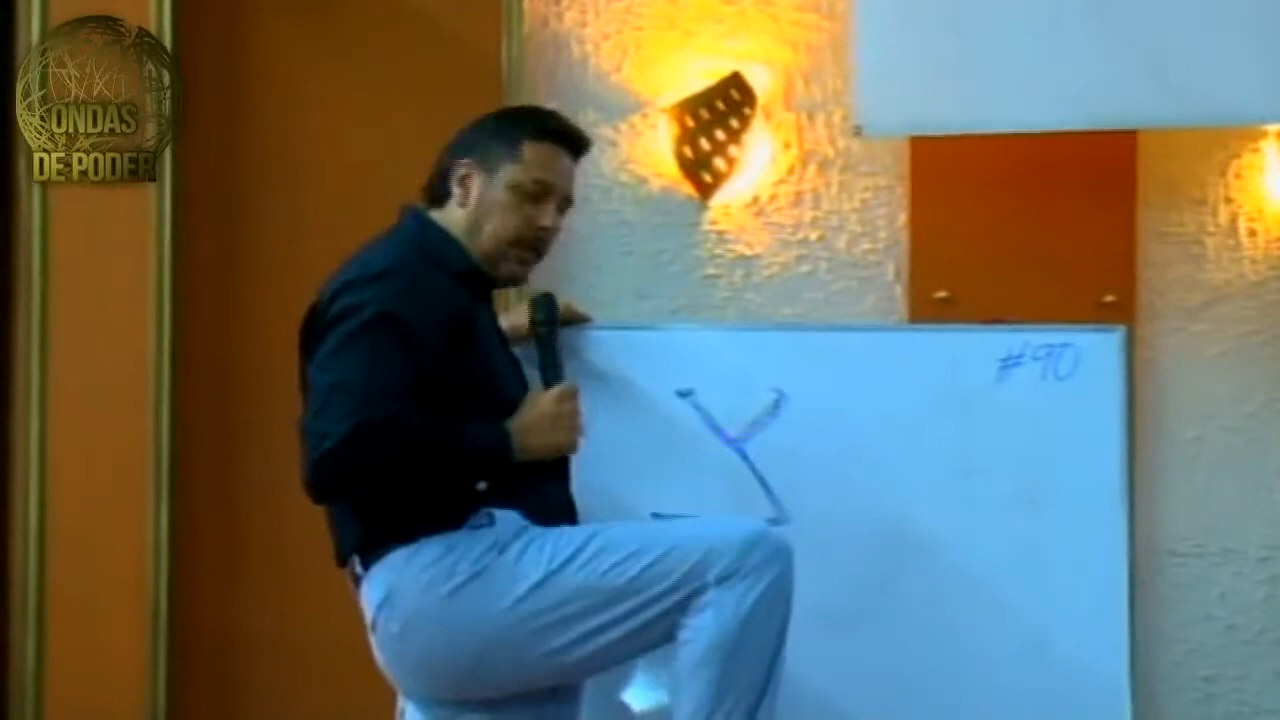 ONDAS
DE PODER
#90
צ